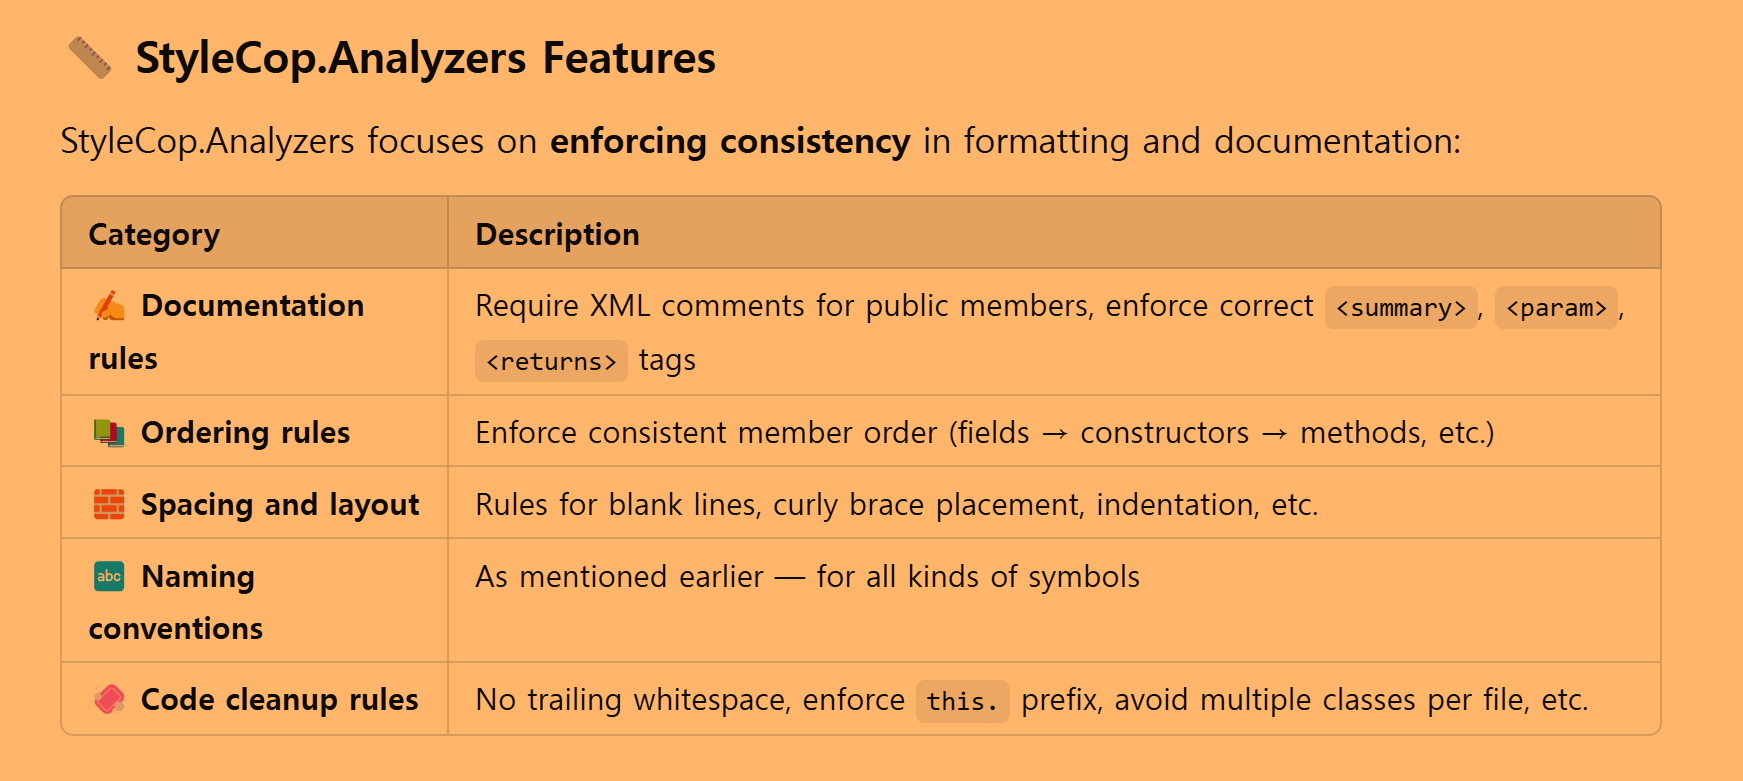 StyleCop.Analyzers Features
StyleCop.Analyzers focuses on enforcing consistency in formatting and documentation:
Category
Description
Documentation
rules
Require XML comments for public members, enforce correct <summary>, <param>,
<returns> tags
Ordering rules
Enforce consistent member order (fields → constructors → methods, etc.)
Spacing and layout
Rules for blank lines, curly brace placement, indentation, etc.
abc Naming
conventions
As mentioned earlier — for all kinds of symbols
Code cleanup rules
No trailing whitespace, enforce this. prefix, avoid multiple classes per file, etc.